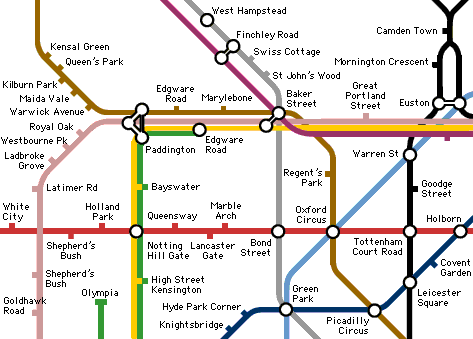 West Hampstead
Finchley Road
Camden Town
Kensal Green
Swiss Cottage
Queen's Park
Mornington Crescent
St John's Wood
Kilburn Park
Maida Vale
Edgware
Road
Marylebone
Baker
Street
Great
Portland
Street
Euston
Warwick Avenue
Royal Oak
Westbourne Pk
Paddington
Edgware
Road
Warren St
Ladbroke
Grove
Latimer Rd
Bayswater
Regent's
Park
Goodge
Street
White
City
Holland
Park
Queensway
Marble
Arch
Oxford
Circus
Holborn
Shepherd's
Bush
Notting
Hill Gate
Lancaster
Gate
Bond
Street
Tottenham
Court Road
Covent
Garden
Shepherd's
Bush
High Street
Kensington
Olympia
Green
Park
Leicester
Square
Goldhawk
Road
Hyde Park Corner
Knightsbridge
Picadilly
Circus